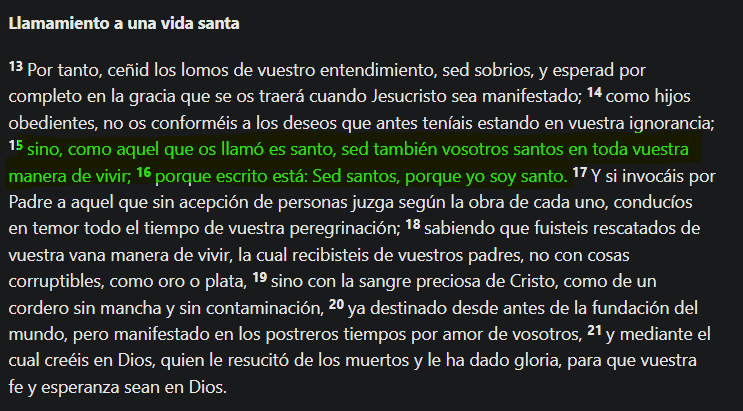 Llamamiento a una vida santa
13 Por tanto, ceñid los lomos de vuestro entendimiento, sed sobrios, y esperad por
completo en la gracia que se os traerá cuando Jesucristo sea manifestado; 14 como hijos
obedientes, no os conforméis a los deseos que antes teníais estando en vuestra ignorancia;
15 sino, como aquel que os llamó es santo, sed también vosotros santos en toda vuestra
manera de vivir; 16 porque escrito está: Sed santos, porque yo soy santo. 17 Y si invocáis por
Padre a aquel que sin acepción de personas juzga según la obra de cada uno, conducíos
en temor todo el tiempo de vuestra peregrinación; 18 sabiendo que fuisteis rescatados de
vuestra vana manera de vivir, la cual recibisteis de vuestros padres, no con cosas
corruptibles, como oro o plata, 19 sino con la sangre preciosa de Cristo, como de un
cordero sin mancha y sin contaminación, 20 ya destinado desde antes de la fundación del
mundo, pero manifestado en los postreros tiempos por amor de vosotros, 21 y mediante el
cual creéis en Dios, quien le resucitó de los muertos y le ha dado gloria, para que vuestra
fe y esperanza sean en Dios.